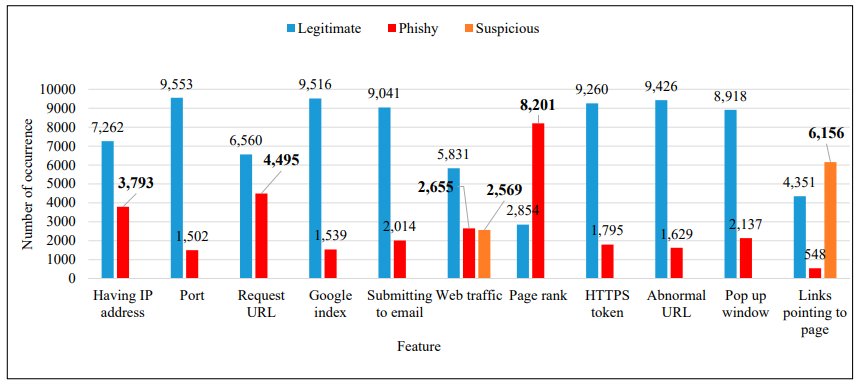 Legitimate Phishy Suspicious
10000
9000
8000
7000
6000
5000
4000
3000
2000
1000
0
Number of occurrence
7,262
3,793
9,553
1,502
6,560
4,495
9,516
1,539
9,041
2,014
5,831
2,655
2,569
2,854
8,201
9,260
1,795
9,426
1,629
8,918
2,137
4,351
548
6,156
Having IP
address
Port
Request
URL
Google
index
Submitting
to email
Web traffic
Page rank
HTTPS
token
Abnormal
URL
Pop up
window
Links
pointing to
page
Feature